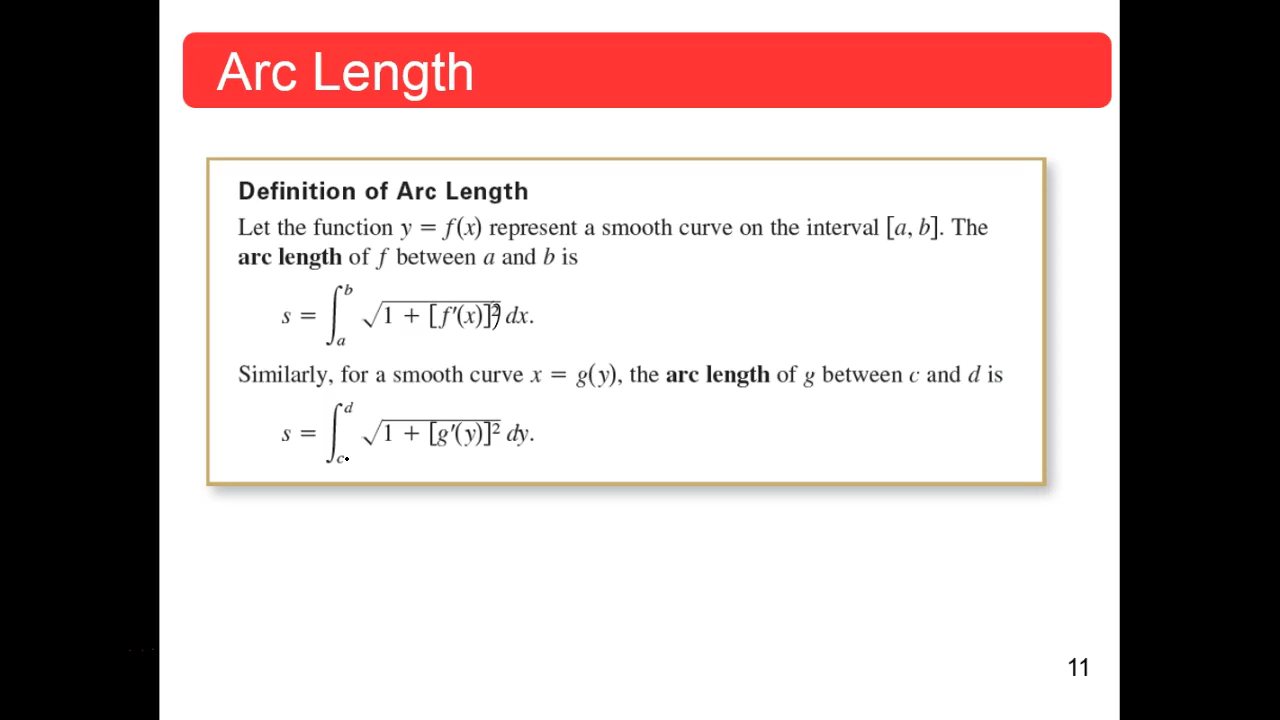 Arc Length
Definition of Arc Length
Let the function y = f(x) represent a smooth curve on the interval [a, b]. The
arc length of f between a and b is
s = ∫_a^b √(1 + [f′(x)]²) dx.
Similarly, for a smooth curve x = g(y), the arc length of g between c and d is
s = ∫_c^d √(1 + [g′(y)]²) dy.
11